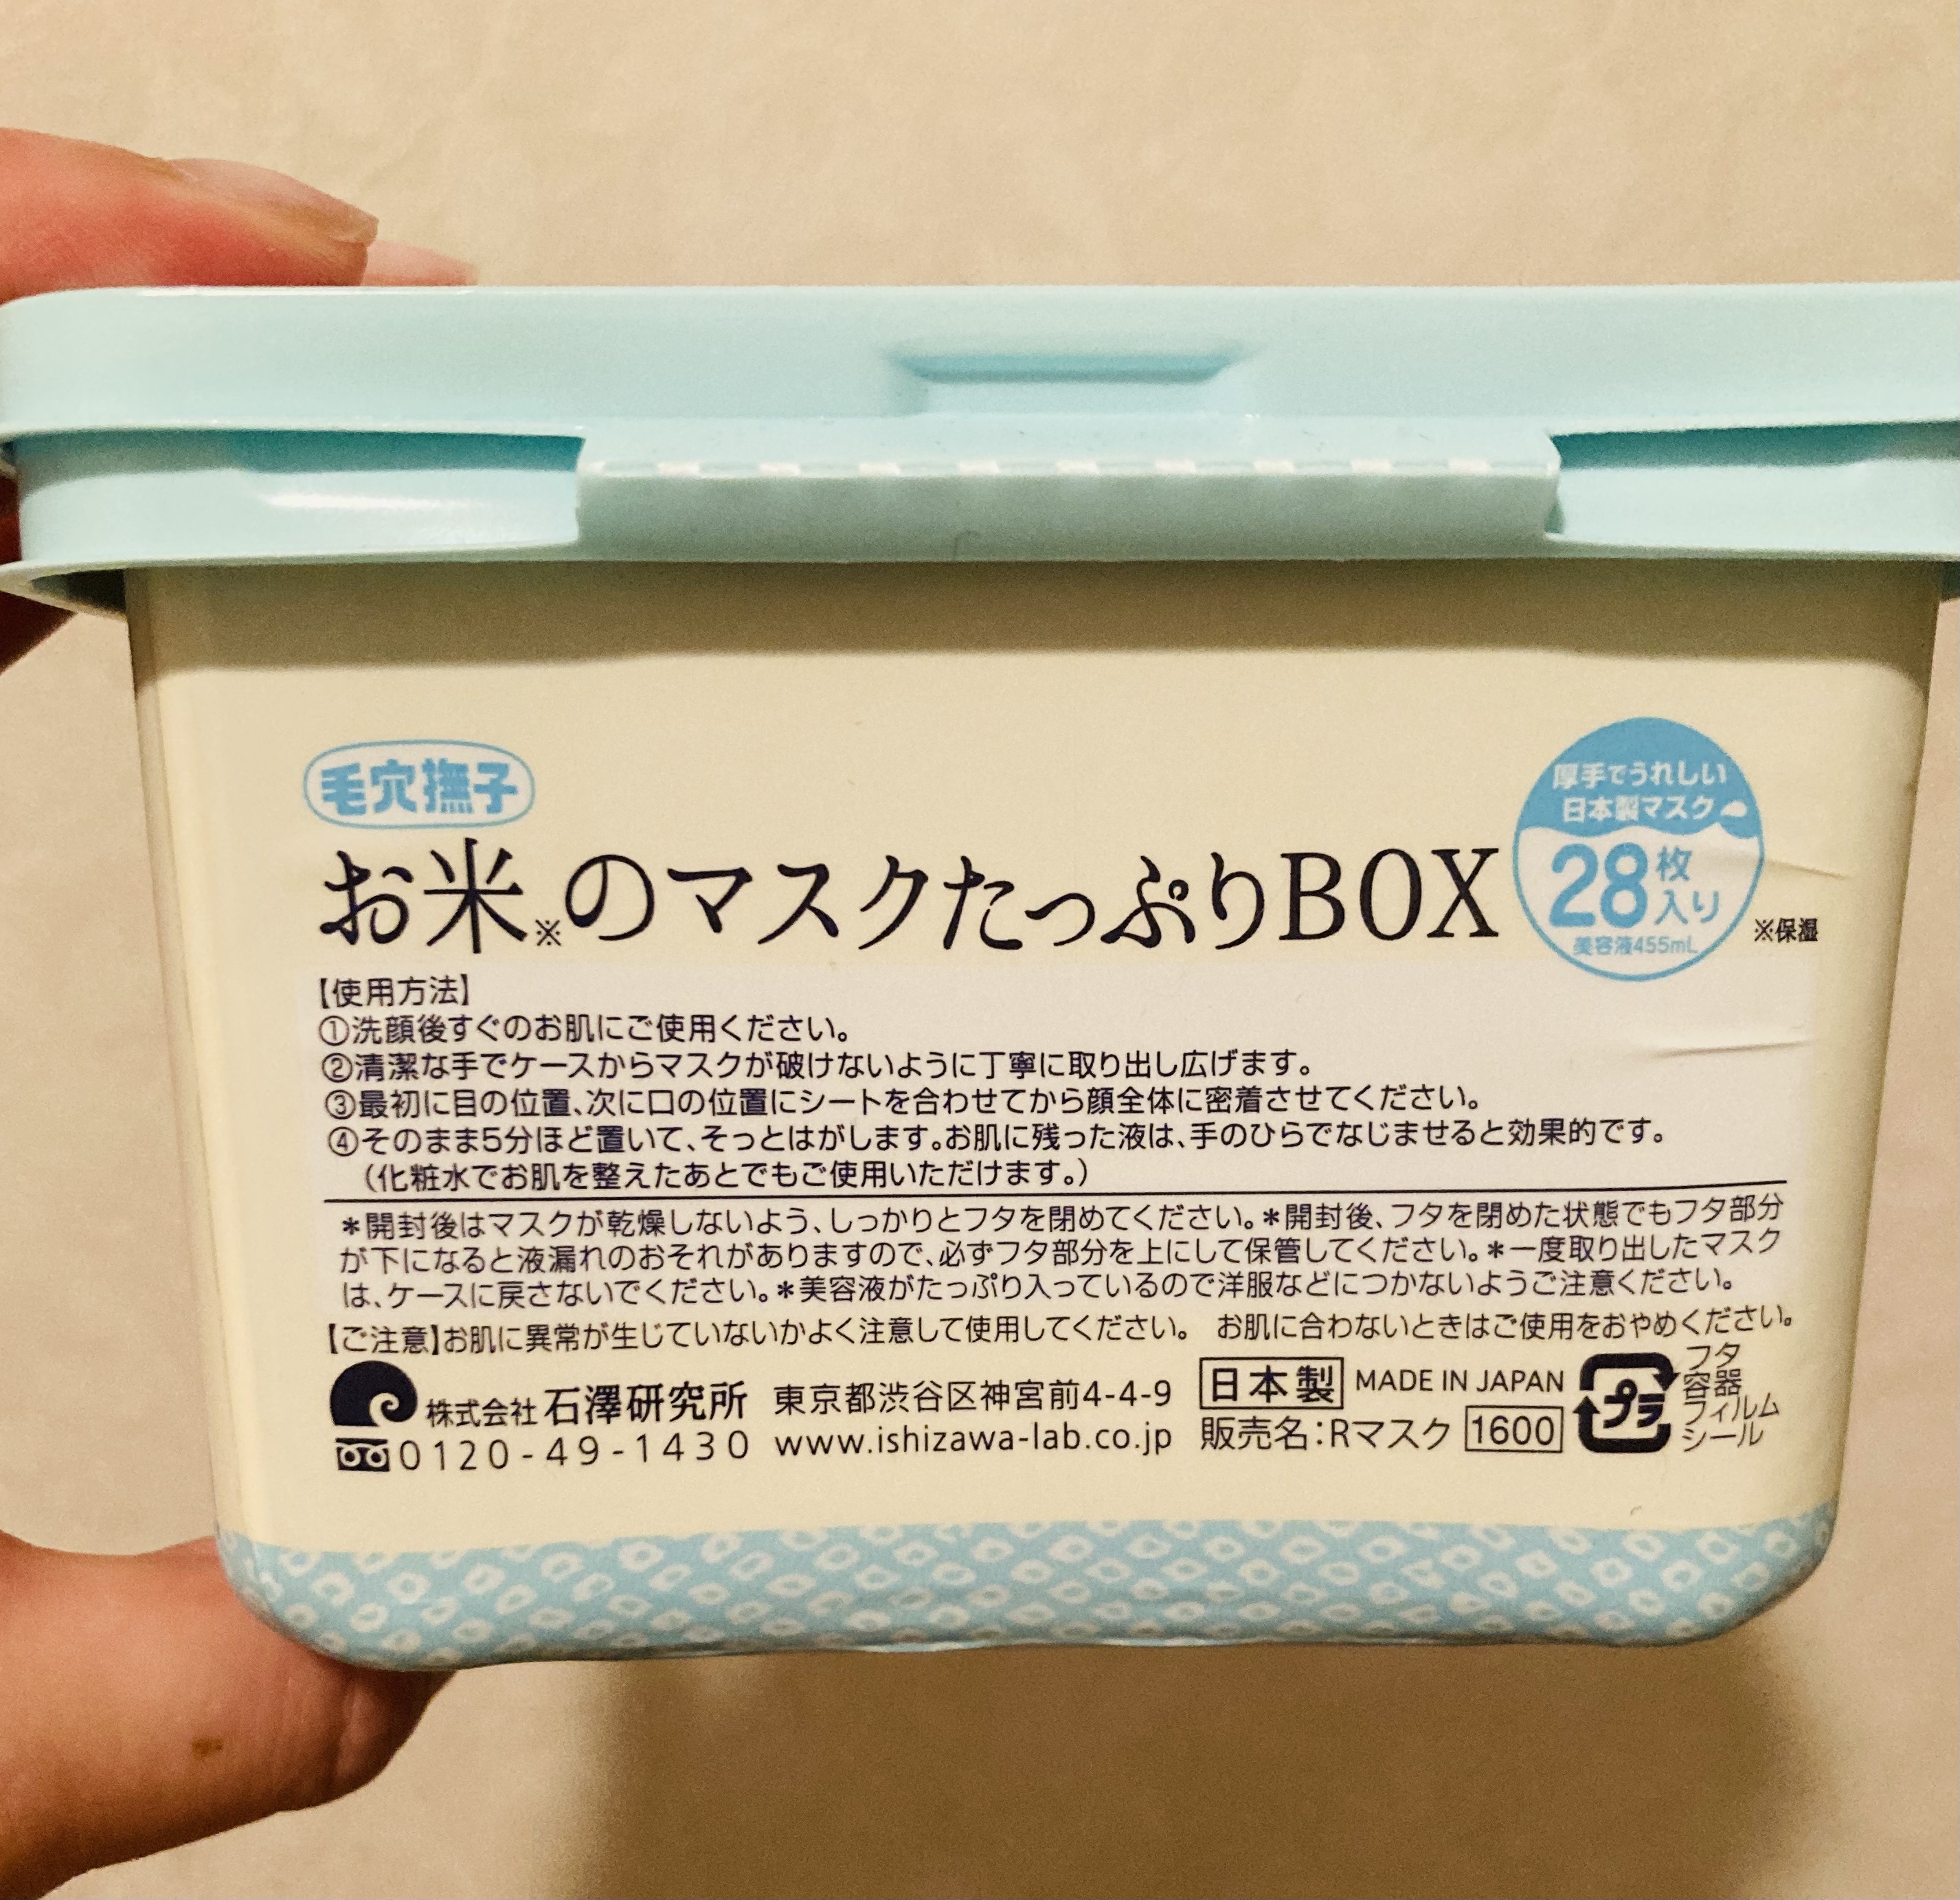 毛穴撫子
お米※のマスクたっぷりBOX
厚手でうれしい
日本製マスク
28枚入り
美容液455mL
※保湿
【使用方法】
①洗顔後すぐのお肌にご使用ください。
②清潔な手でケースからマスクが破けないように丁寧に取り出し広げます。
③最初に目の位置、次に口の位置にシートを合わせてから顔全体に密着させてください。
④そのまま5分ほど置いて、そっとはがします。お肌に残った液は、手のひらでなじませると効果的です。
（化粧水でお肌を整えたあとでもご使用いただけます。）
＊開封後はマスクが乾燥しないよう、しっかりとフタを閉めてください。＊開封後、フタを閉めた状態でもフタ部分
が下になると液漏れのおそれがありますので、必ずフタ部分を上にして保管してください。＊一度取り出したマスク
は、ケースに戻さないでください。＊美容液がたっぷり入っているので洋服などにつかないようご注意ください。
【ご注意】お肌に異常が生じていないかよく注意して使用してください。 お肌に合わないときはご使用をおやめください。
株式会社 石澤研究所 東京都渋谷区神宮前4-4-9
0120-49-1430 www.ishizawa-lab.co.jp
日本製 MADE IN JAPAN
販売名：Rマスク 1600
プラ
フタ
容器
フィルム
シール